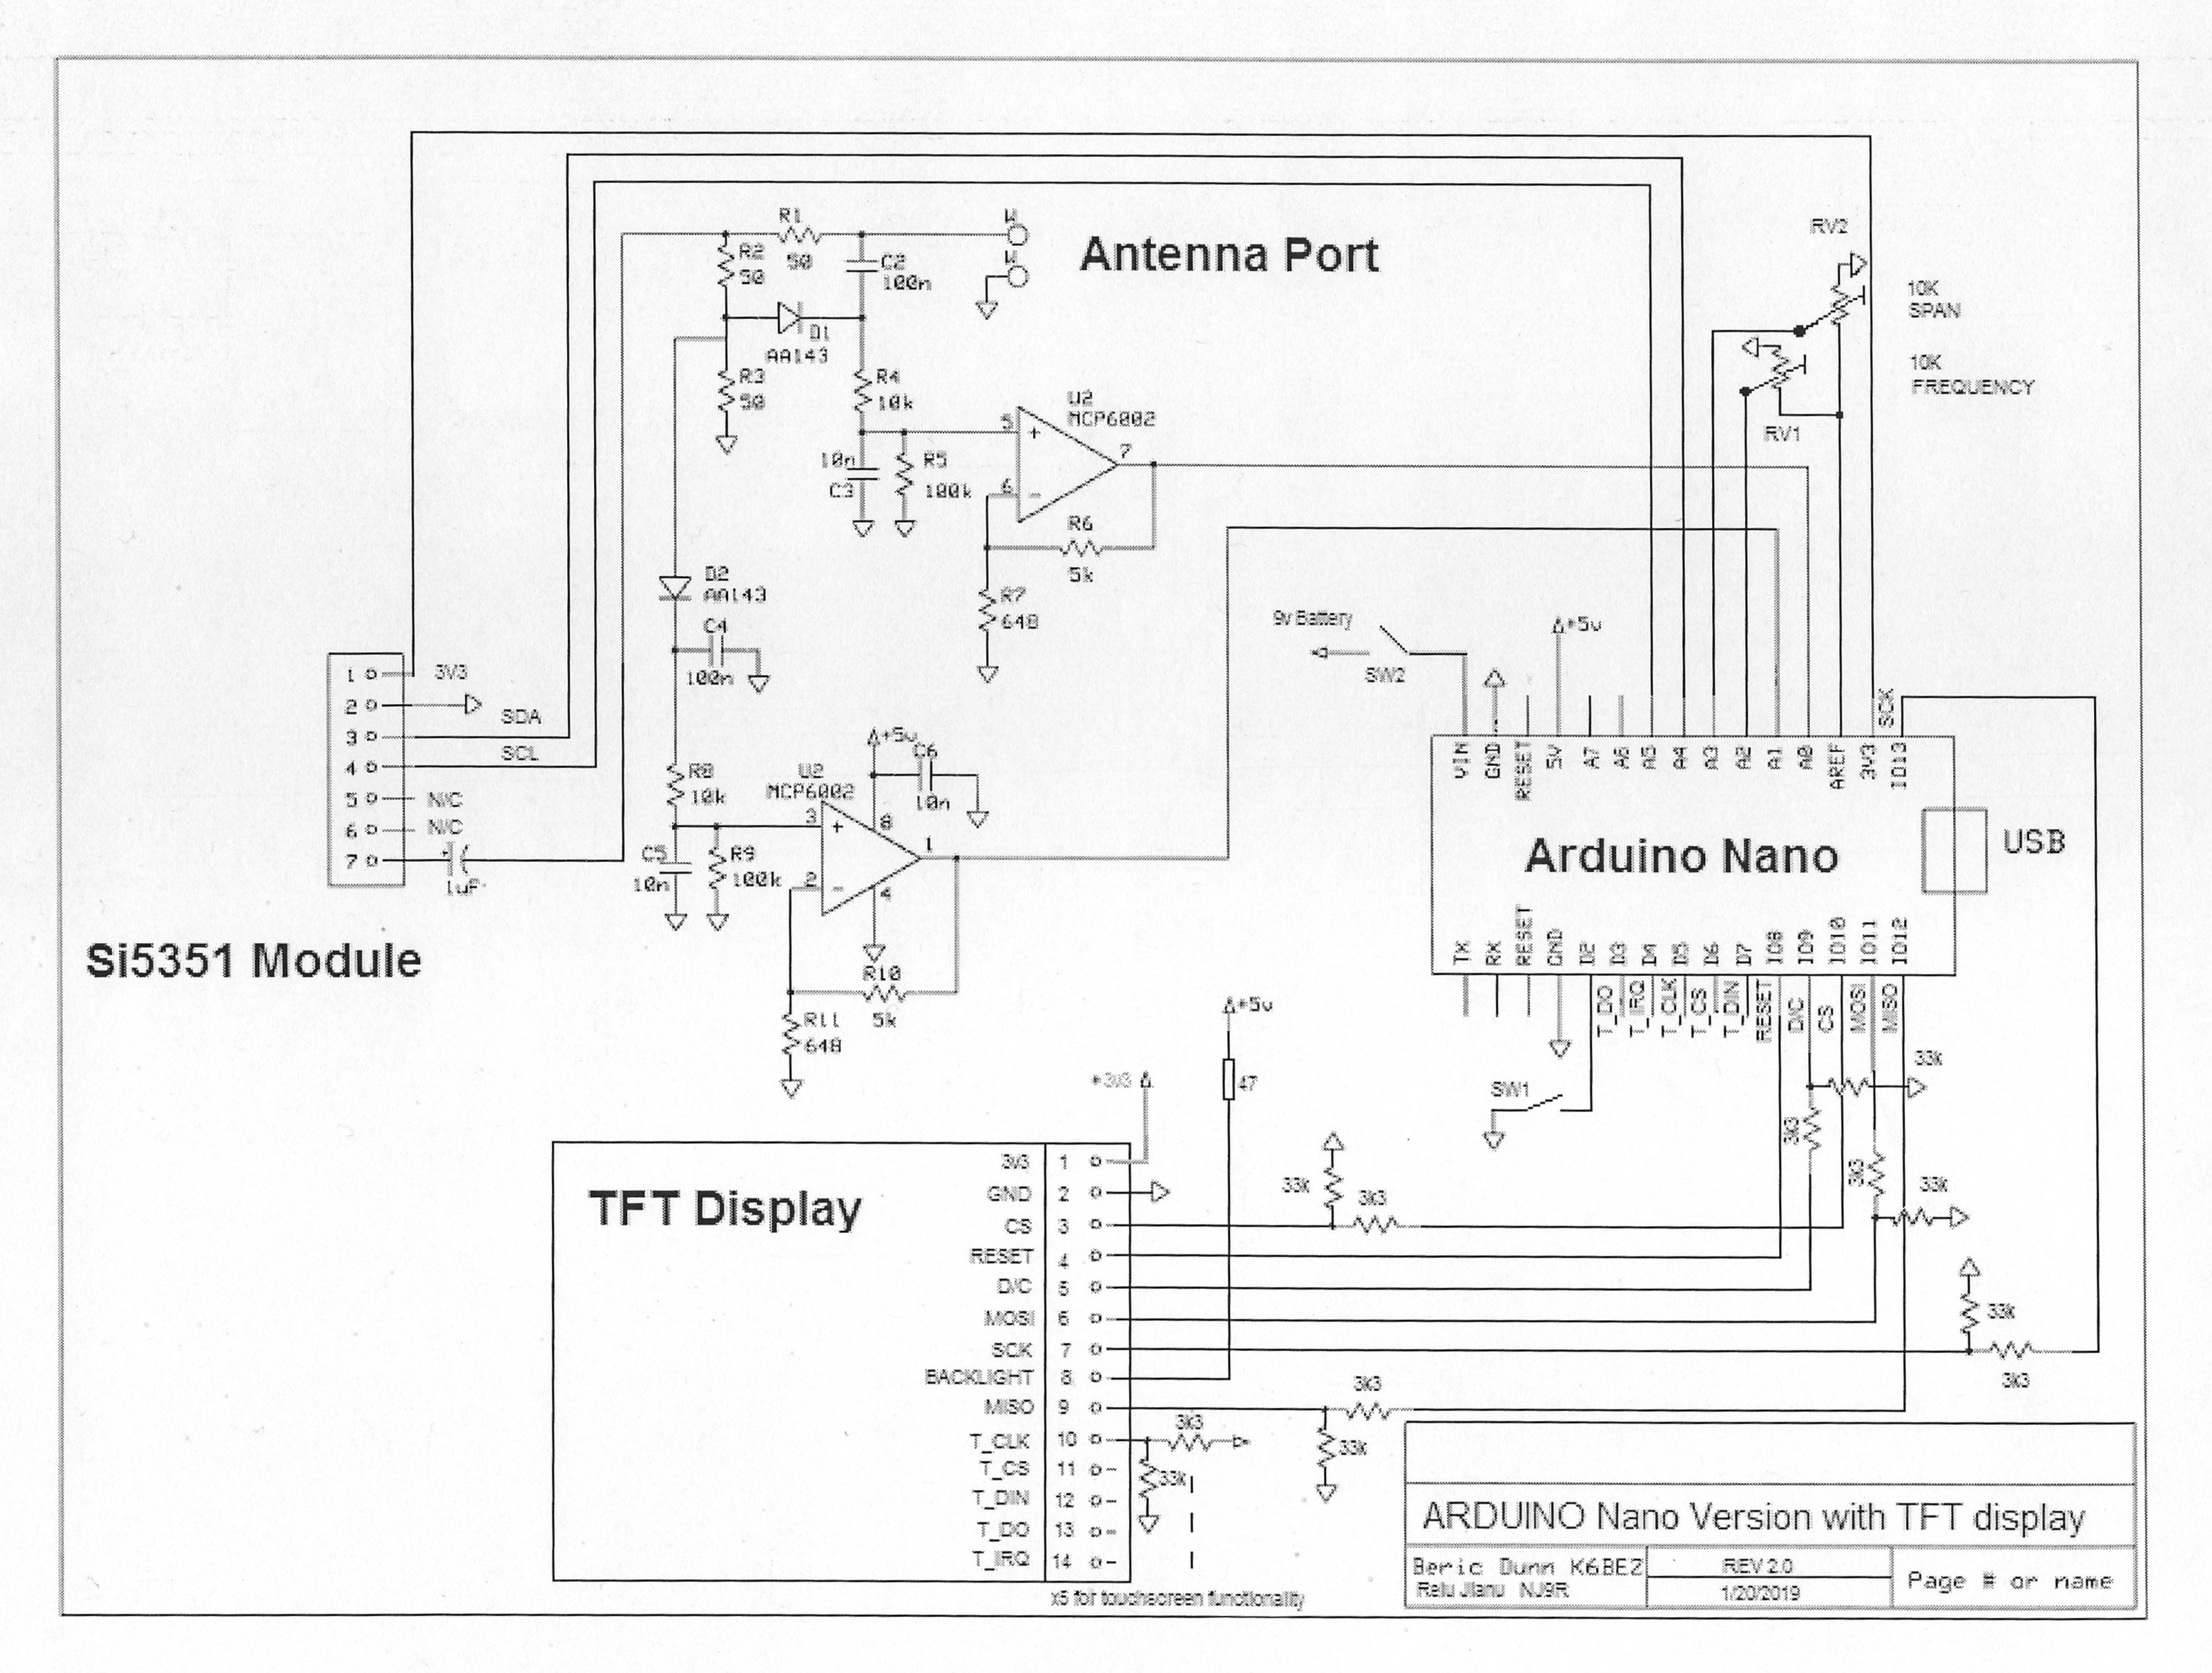 RV2
R1
W
R2
50
50
C2
100n
W
Antenna Port
10K
SPAN
D1
AA143
10K
FREQUENCY
R3
50
R4
10k
U2
MCP6002
5
+
7
RV1
10n
C3
R5
100k
6
-
R6
5k
D2
AA143
R7
648
C4
100n
9v Battery
SW2
+5v
1
3V3
2
SDA
3
SCL
4
5
N/C
6
N/C
7
1uF
Si5351 Module
+5v
C6
10n
R8
10k
U2
MCP6002
3
+
8
1
C5
10n
R9
100k
2
-
4
R10
5k
R11
648
SCK
VIN
GND
RESET
5V
A7
A6
A5
A4
A3
A2
A1
A0
AREF
3V3
IO13
Arduino Nano
USB
TX
RX
RESET
GND
D2
D3
D4
D5
D6
D7
IO8
IO9
IO10
IO11
IO12
T_DO
T_IRQ
T_CLK
T_CS
T_DIN
RESET
D/C
CS
MOSI
MISO
33k
3k3
3k3
33k
SW1
+5v
47
+3v3
33k
3k3
33k
3k3
TFT Display
3v3 1
GND 2
CS 3
RESET 4
D/C 5
MOSI 6
SCK 7
BACKLIGHT 8
MISO 9
T_CLK 10
T_CS 11
T_DIN 12
T_DO 13
T_IRQ 14
3k3
33k
3k3
33k
x5 for touchscreen functionality
ARDUINO Nano Version with TFT display
Beric Dunn K6BEZ
Relu Jianu NJ9R
REV 2.0
1/20/2019
Page # or name